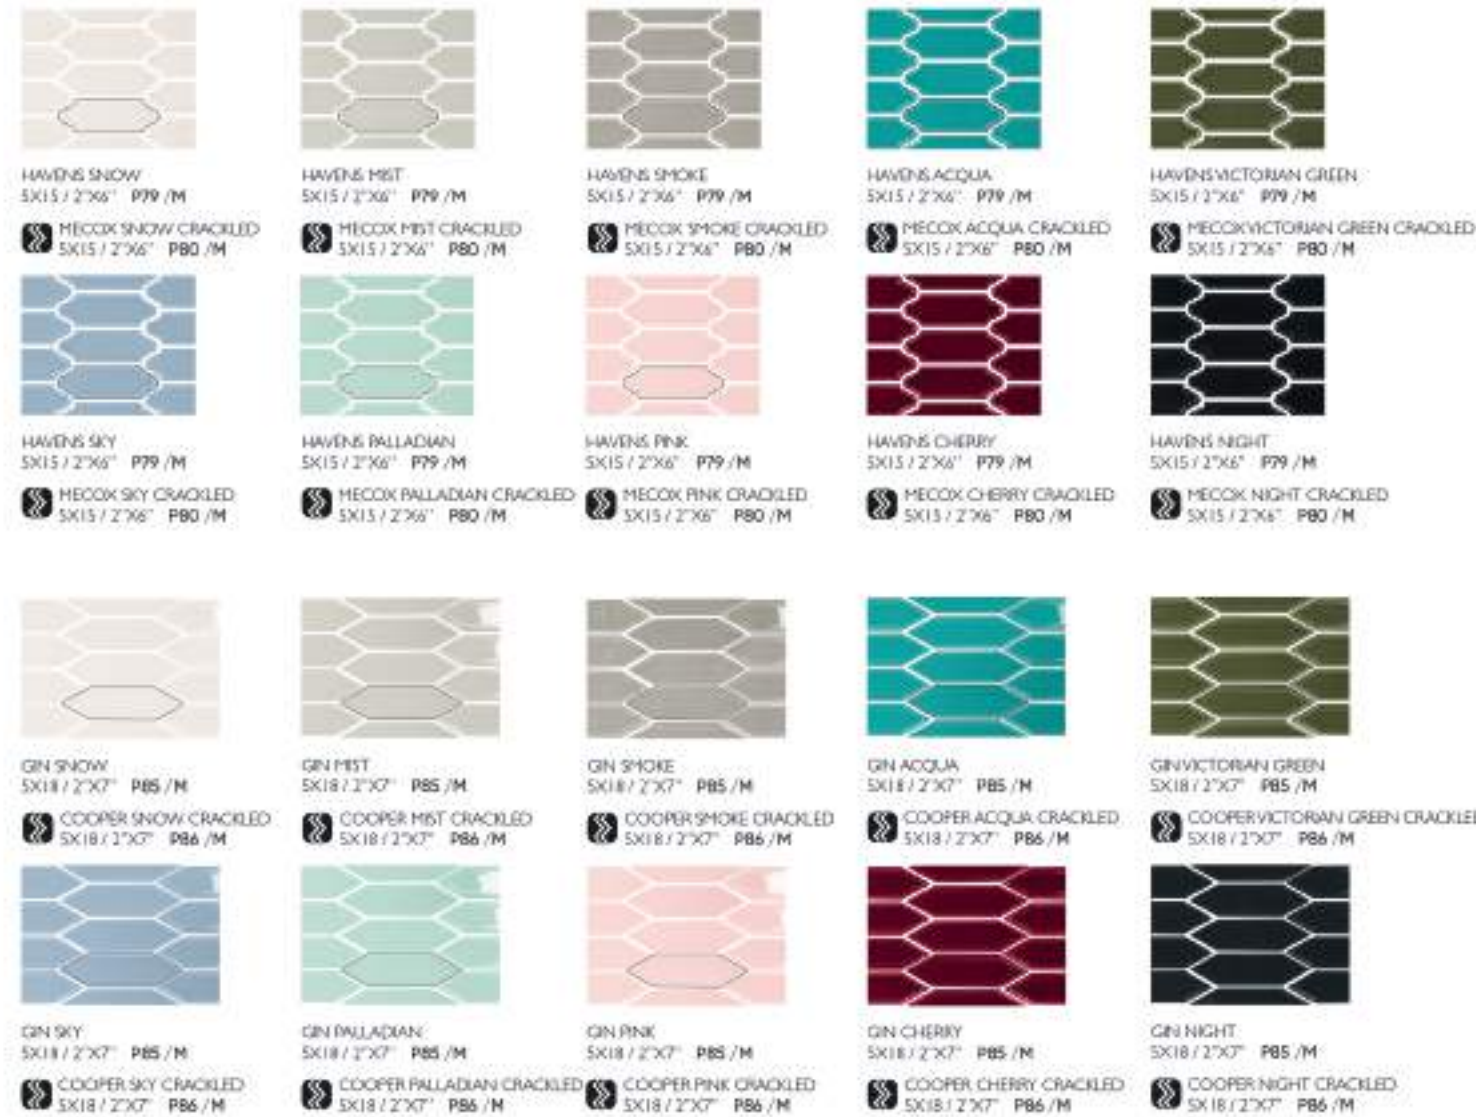 HAVENS SNOW
5X15 / 2"X6" P79 /M
MECOX SNOW CRACKLED
5X15 / 2"X6" P80 /M
HAVENS MIST
5X15 / 2"X6" P79 /M
MECOX MIST CRACKLED
5X15 / 2"X6" P80 /M
HAVENS SMOKE
5X15 / 2"X6" P79 /M
MECOX SMOKE CRACKLED
5X15 / 2"X6" P80 /M
HAVENS ACQUA
5X15 / 2"X6" P79 /M
MECOX ACQUA CRACKLED
5X15 / 2"X6" P80 /M
HAVENS VICTORIAN GREEN
5X15 / 2"X6" P79 /M
MECOX VICTORIAN GREEN CRACKLED
5X15 / 2"X6" P80 /M
HAVENS SKY
5X15 / 2"X6" P79 /M
MECOX SKY CRACKLED
5X15 / 2"X6" P80 /M
HAVENS PALLADIAN
5X15 / 2"X6" P79 /M
MECOX PALLADIAN CRACKLED
5X15 / 2"X6" P80 /M
HAVENS PINK
5X15 / 2"X6" P79 /M
MECOX PINK CRACKLED
5X15 / 2"X6" P80 /M
HAVENS CHERRY
5X15 / 2"X6" P79 /M
MECOX CHERRY CRACKLED
5X15 / 2"X6" P80 /M
HAVENS NIGHT
5X15 / 2"X6" P79 /M
MECOX NIGHT CRACKLED
5X15 / 2"X6" P80 /M
GIN SNOW
5X18 / 2"X7" P85 /M
COOPER SNOW CRACKLED
5X18 / 2"X7" P86 /M
GIN MIST
5X18 / 2"X7" P85 /M
COOPER MIST CRACKLED
5X18 / 2"X7" P86 /M
GIN SMOKE
5X18 / 2"X7" P85 /M
COOPER SMOKE CRACKLED
5X18 / 2"X7" P86 /M
GIN ACQUA
5X18 / 2"X7" P85 /M
COOPER ACQUA CRACKLED
5X18 / 2"X7" P86 /M
GIN VICTORIAN GREEN
5X18 / 2"X7" P85 /M
COOPER VICTORIAN GREEN CRACKLE
5X18 / 2"X7" P86 /M
GIN SKY
5X18 / 2"X7" P85 /M
COOPER SKY CRACKLED
5X18 / 2"X7" P86 /M
GIN PALLADIAN
5X18 / 2"X7" P85 /M
COOPER PALLADIAN CRACKLED
5X18 / 2"X7" P86 /M
GIN PINK
5X18 / 2"X7" P85 /M
COOPER PINK CRACKLED
5X18 / 2"X7" P86 /M
GIN CHERRY
5X18 / 2"X7" P85 /M
COOPER CHERRY CRACKLED
5X18 / 2"X7" P86 /M
GIN NIGHT
5X18 / 2"X7" P85 /M
COOPER NIGHT CRACKLED
5X18 / 2"X7" P86 /M